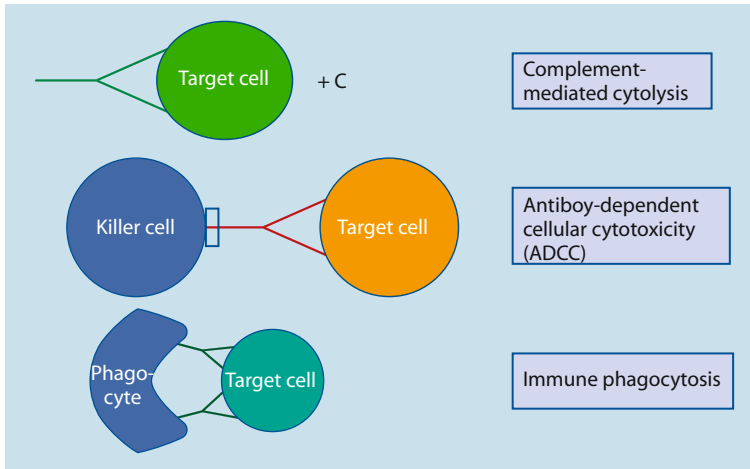 Target cell
+ C
Complement-
mediated cytolysis
Killer cell
Target cell
Antiboy-dependent
cellular cytotoxicity
(ADCC)
Phago-
cyte
Target cell
Immune phagocytosis